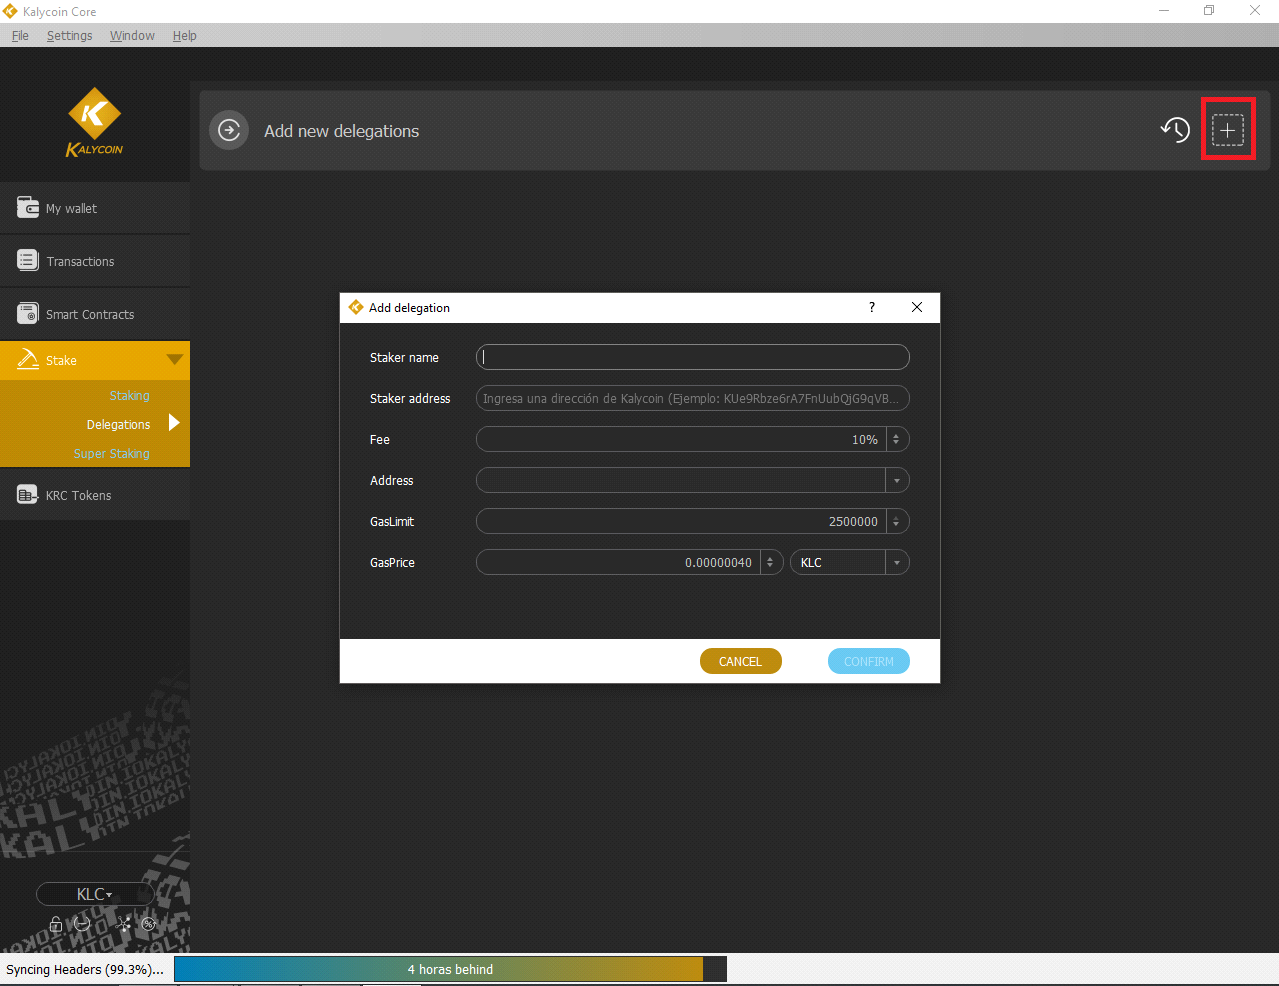 Kalycoin Core
File Settings Window Help
KALYCOIN
Add new delegations
My wallet
Transactions
Smart Contracts
Stake
Staking
Delegations
Super Staking
KRC Tokens
Add delegation
?
Staker name
Staker address Ingresa una dirección de Kalycoin (Ejemplo: KUe9Rbze6rA7FnUubQjG9qVB...
Fee 10%
Address
GasLimit 2500000
GasPrice 0.00000040 KLC
CANCEL CONFIRM
KLC
Syncing Headers (99.3%)... 4 horas behind